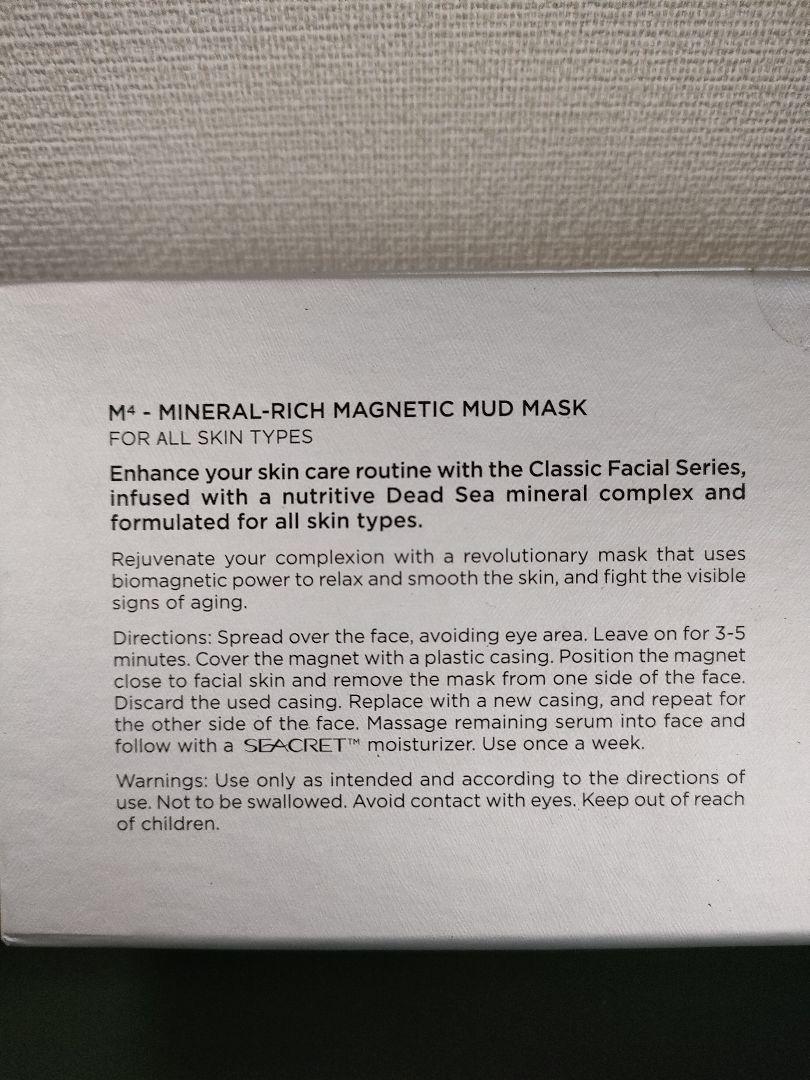 M⁴ - MINERAL-RICH MAGNETIC MUD MASK
FOR ALL SKIN TYPES
Enhance your skin care routine with the Classic Facial Series,
infused with a nutritive Dead Sea mineral complex and
formulated for all skin types.
Rejuvenate your complexion with a revolutionary mask that uses
biomagnetic power to relax and smooth the skin, and fight the visible
signs of aging.
Directions: Spread over the face, avoiding eye area. Leave on for 3-5
minutes. Cover the magnet with a plastic casing. Position the magnet
close to facial skin and remove the mask from one side of the face.
Discard the used casing. Replace with a new casing, and repeat for
the other side of the face. Massage remaining serum into face and
follow with a SEACRET™ moisturizer. Use once a week.
Warnings: Use only as intended and according to the directions of
use. Not to be swallowed. Avoid contact with eyes. Keep out of reach
of children.